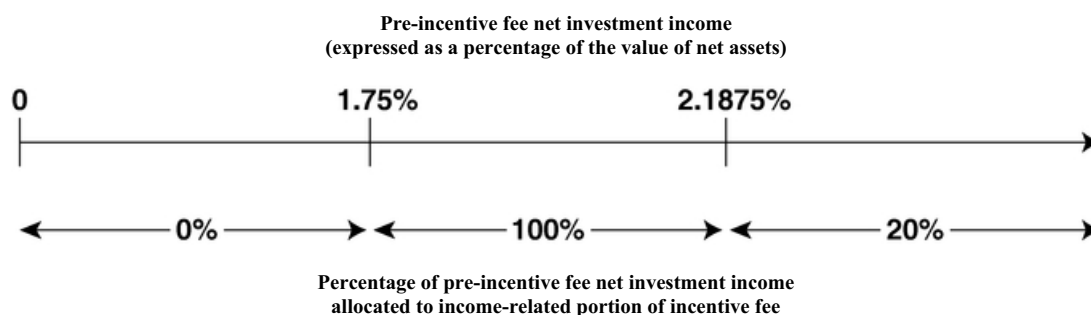 Pre-incentive fee net investment income
(expressed as a percentage of the value of net assets)
0 1.75% 2.1875%
0% 100% 20%
Percentage of pre-incentive fee net investment income
allocated to income-related portion of incentive fee